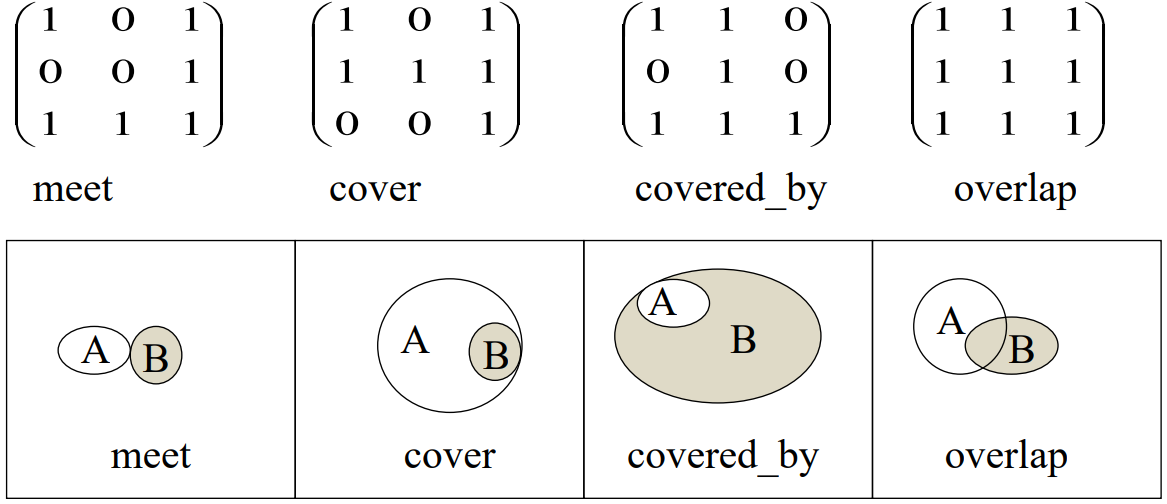 1 0 1 1 0 1 1 1 0 1 1 1
0 0 1 1 1 1 0 1 0 1 1 1
1 1 1 0 0 1 1 1 1 1 1 1
meet cover covered_by overlap
A B A B A B A B
meet cover covered_by overlap